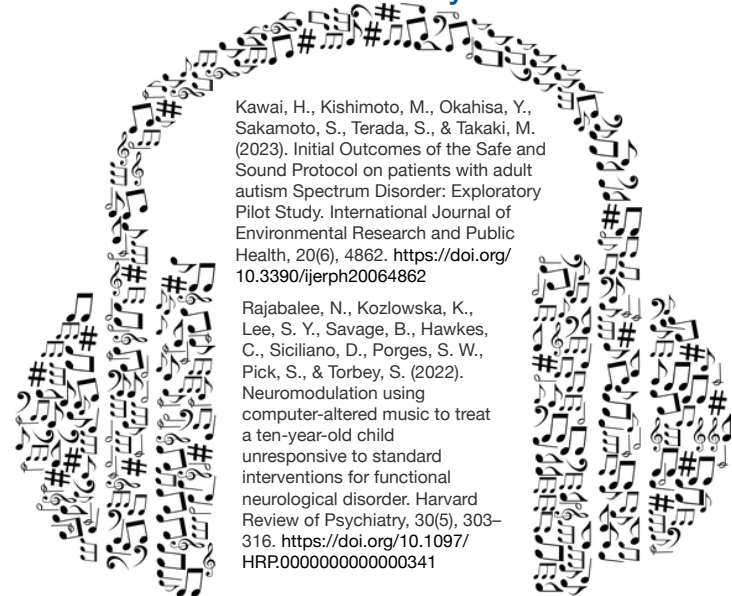 Kawai, H., Kishimoto, M., Okahisa, Y.,
Sakamoto, S., Terada, S., & Takaki, M.
(2023). Initial Outcomes of the Safe and
Sound Protocol on patients with adult
autism Spectrum Disorder: Exploratory
Pilot Study. International Journal of
Environmental Research and Public
Health, 20(6), 4862. https://doi.org/
10.3390/ijerph20064862
Rajabalee, N., Kozlowska, K.,
Lee, S. Y., Savage, B., Hawkes,
C., Siciliano, D., Porges, S. W.,
Pick, S., & Torbey, S. (2022).
Neuromodulation using
computer-altered music to treat
a ten-year-old child
unresponsive to standard
interventions for functional
neurological disorder. Harvard
Review of Psychiatry, 30(5), 303–
316. https://doi.org/10.1097/
HRP.0000000000000341